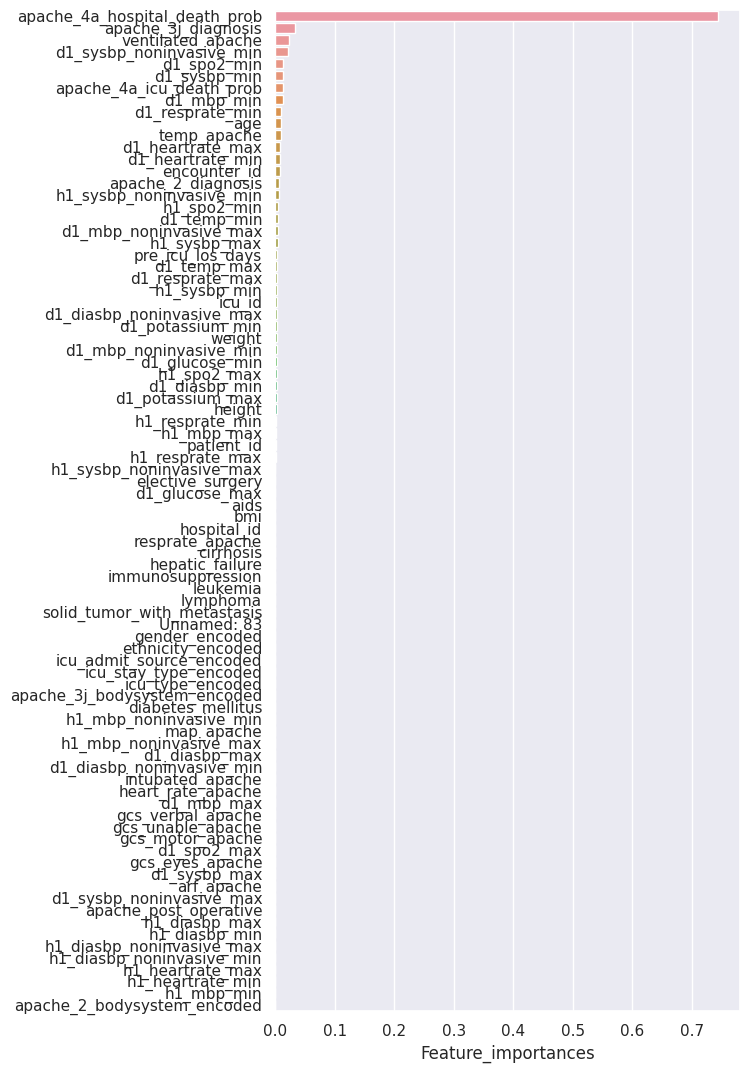 apache_4a_hospital_death_prob
apache_3j_diagnosis
ventilated_apache
d1_sysbp_noninvasive_min
d1_spo2_min
d1_sysbp_min
apache_4a_icu_death_prob
d1_mbp_min
d1_resprate_min
age
temp_apache
d1_heartrate_max
d1_heartrate_min
encounter_id
apache_2_diagnosis
h1_sysbp_noninvasive_min
h1_spo2_min
d1_temp_min
d1_mbp_noninvasive_max
h1_sysbp_max
pre_icu_los_days
d1_temp_max
d1_resprate_max
h1_sysbp_min
icu_id
d1_diasbp_noninvasive_max
d1_potassium_min
weight
d1_mbp_noninvasive_min
d1_glucose_min
h1_spo2_max
d1_diasbp_min
d1_potassium_max
height
h1_resprate_min
h1_mbp_max
patient_id
h1_resprate_max
h1_sysbp_noninvasive_max
elective_surgery
d1_glucose_max
aids
bmi
hospital_id
resprate_apache
cirrhosis
hepatic_failure
immunosuppression
leukemia
lymphoma
solid_tumor_with_metastasis
Unnamed: 83
gender_encoded
ethnicity_encoded
icu_admit_source_encoded
icu_stay_type_encoded
icu_type_encoded
apache_3j_bodysystem_encoded
diabetes_mellitus
h1_mbp_noninvasive_min
map_apache
h1_mbp_noninvasive_max
d1_diasbp_max
d1_diasbp_noninvasive_min
intubated_apache
heart_rate_apache
d1_mbp_max
gcs_verbal_apache
gcs_unable_apache
gcs_motor_apache
d1_spo2_max
gcs_eyes_apache
d1_sysbp_max
arf_apache
d1_sysbp_noninvasive_max
apache_post_operative
h1_diasbp_max
h1_diasbp_min
h1_diasbp_noninvasive_max
h1_diasbp_noninvasive_min
h1_heartrate_max
h1_heartrate_min
h1_mbp_min
apache_2_bodysystem_encoded
0.0 0.1 0.2 0.3 0.4 0.5 0.6 0.7
Feature_importances